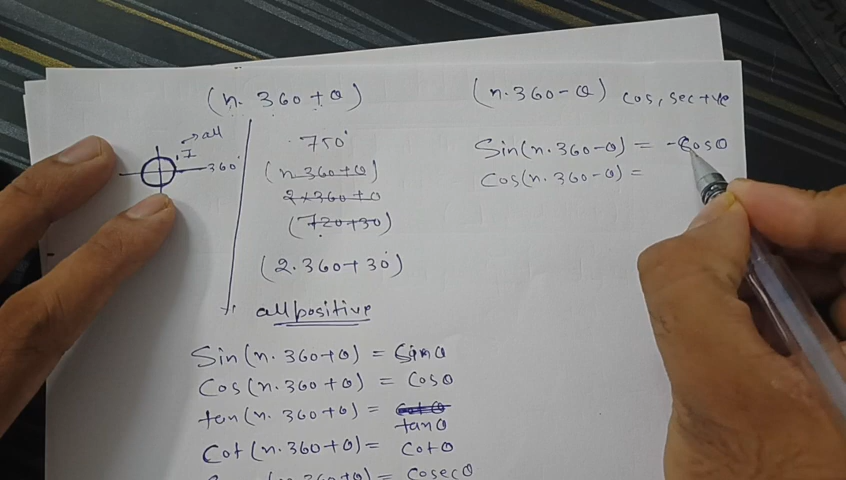 (n. 360+θ)
all
I
360°
750°
(n 360+θ)
2×360+θ
(720+30)
(2.360+30)
all positive
Sin(n. 360+θ) = Sinθ
Cos(n. 360+θ) = Cosθ
tan(n. 360+θ) = cotθ
tanθ
Cot(n.360+θ)= Cotθ
(n.360+θ)= Cosecθ
(n.360-θ) cos, sec +ve
Sin(n.360-θ) = -Cosθ
Cos(n.360-θ) =